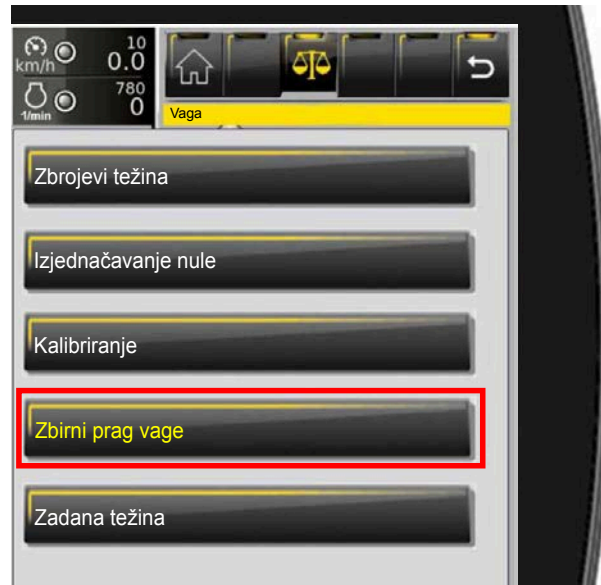 km/h
10
0.0
1/min
780
0
Vaga
Zbrojevi težina
Izjednačavanje nule
Kalibriranje
Zbirni prag vage
Zadana težina